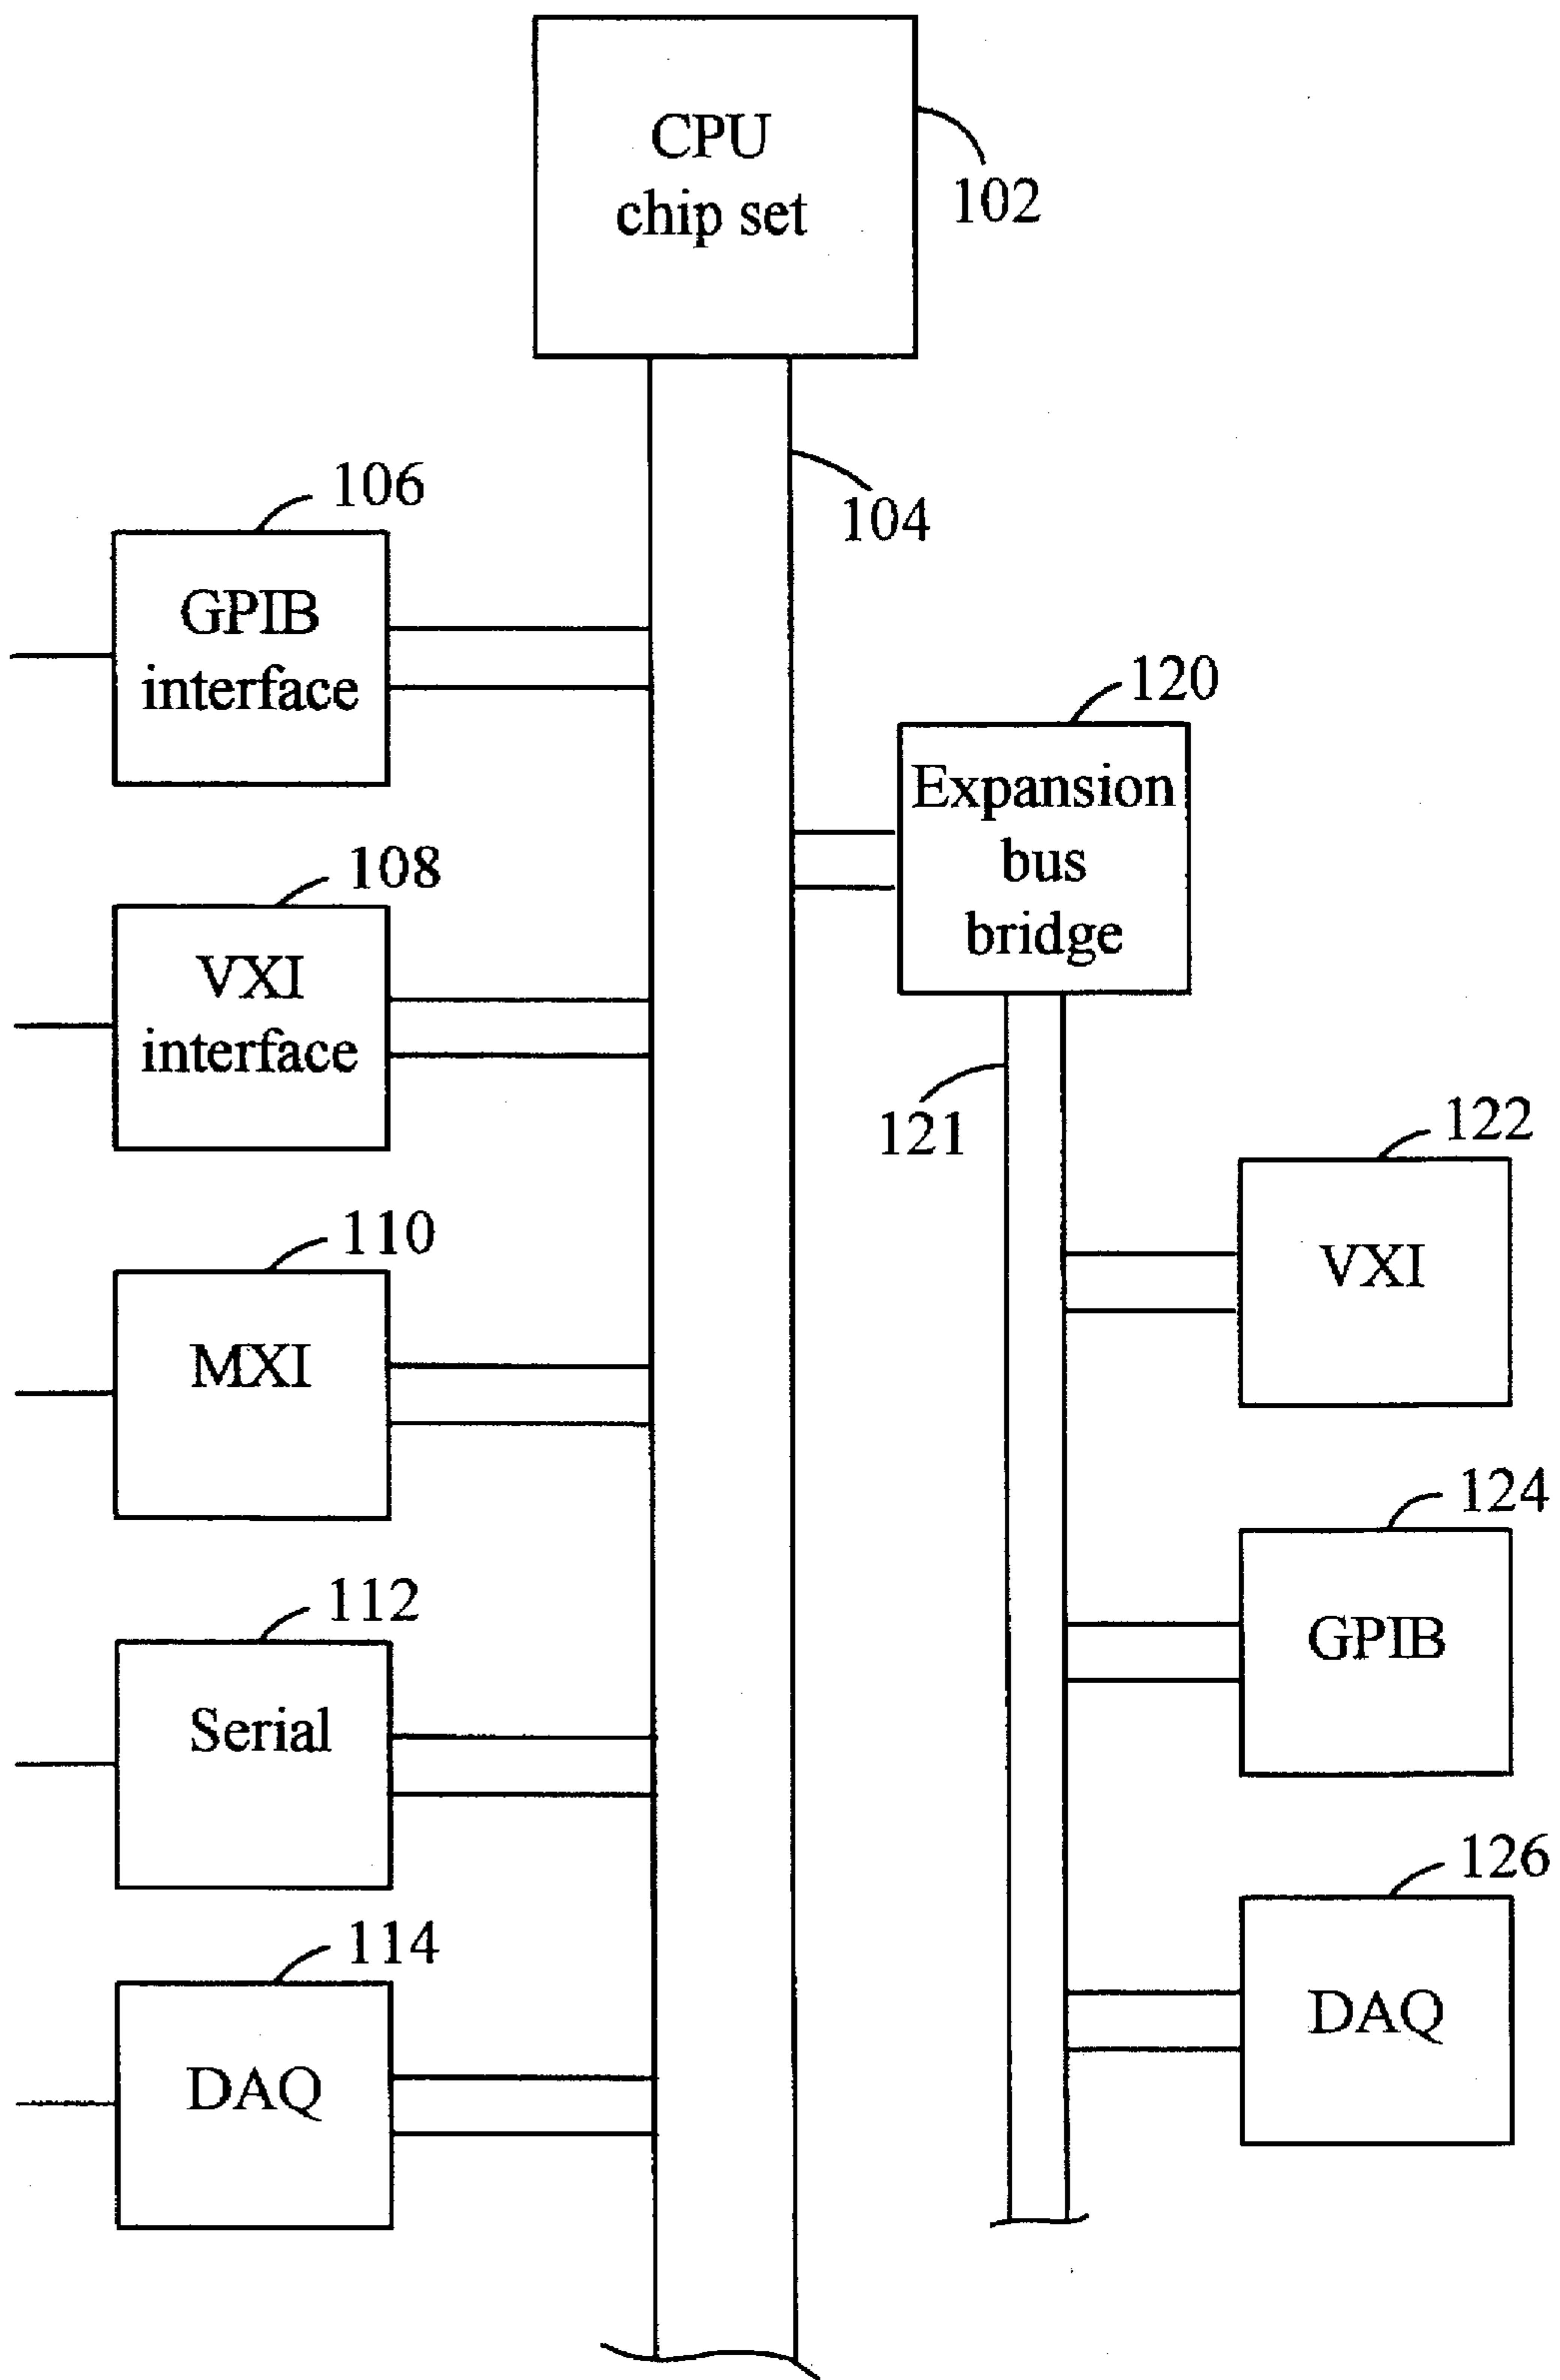 CPU
chip set
102
104
106
GPIB
interface
120
Expansion
bus
bridge
108
VXI
interface
121
122
VXI
110
MXI
124
GPIB
112
Serial
126
DAQ
114
DAQ